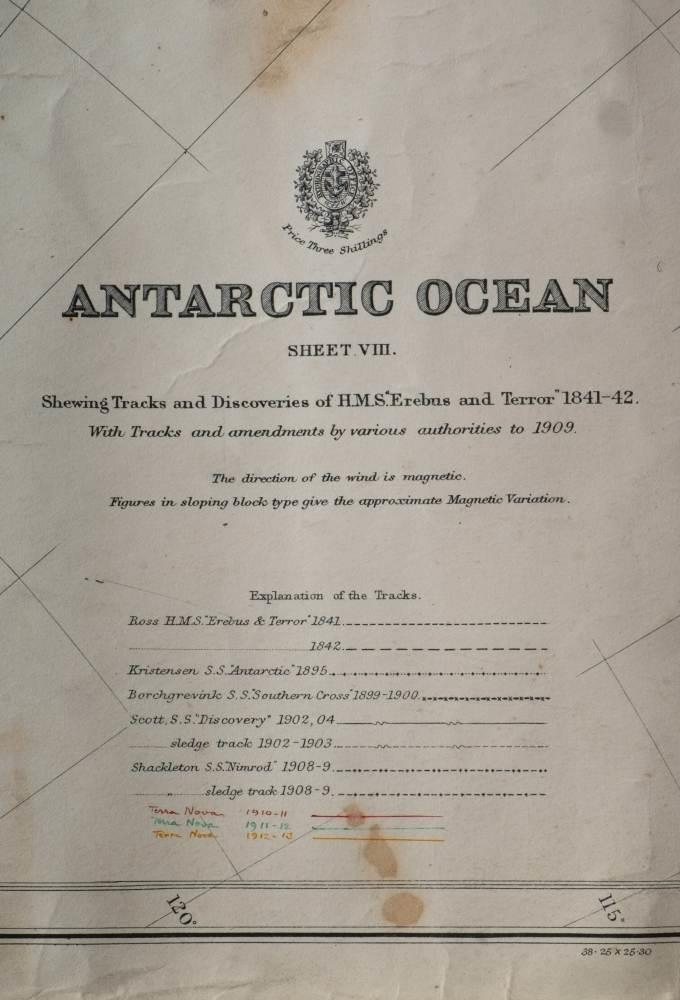 HYDROGRAPHIC OFFICE
Price Three Shillings
ANTARCTIC OCEAN
SHEET VIII.
Shewing Tracks and Discoveries of H.M.S. "Erebus and Terror" 1841-42.
With Tracks and amendments by various authorities to 1909.
The direction of the wind is magnetic.
Figures in sloping block type give the approximate Magnetic Variation.
Explanation of the Tracks.
Ross H.M.S. "Erebus & Terror" 1841
1842
Kristensen S.S. "Antarctic" 1895
Borchgrevink S.S. "Southern Cross" 1899-1900
Scott, S.S. "Discovery" 1902, 04
sledge track 1902-1903
Shackleton S.S. "Nimrod" 1908-9
„ sledge track 1908-9
Terra Nova 1910-11
Terra Nova 1911-12
Terra Nova 1912-13
120°
115°
38·25 X 25·30